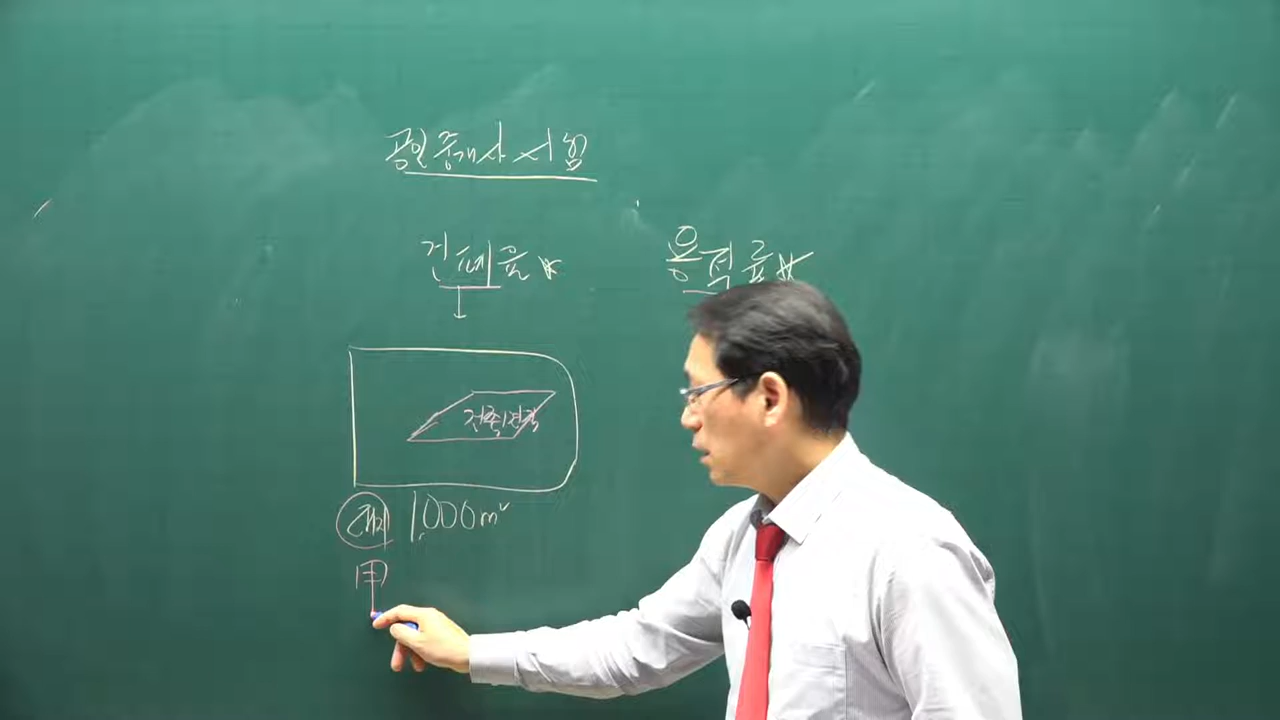 공인중개사 시험
건폐율 용적률
건축면적
대지 1,000m²